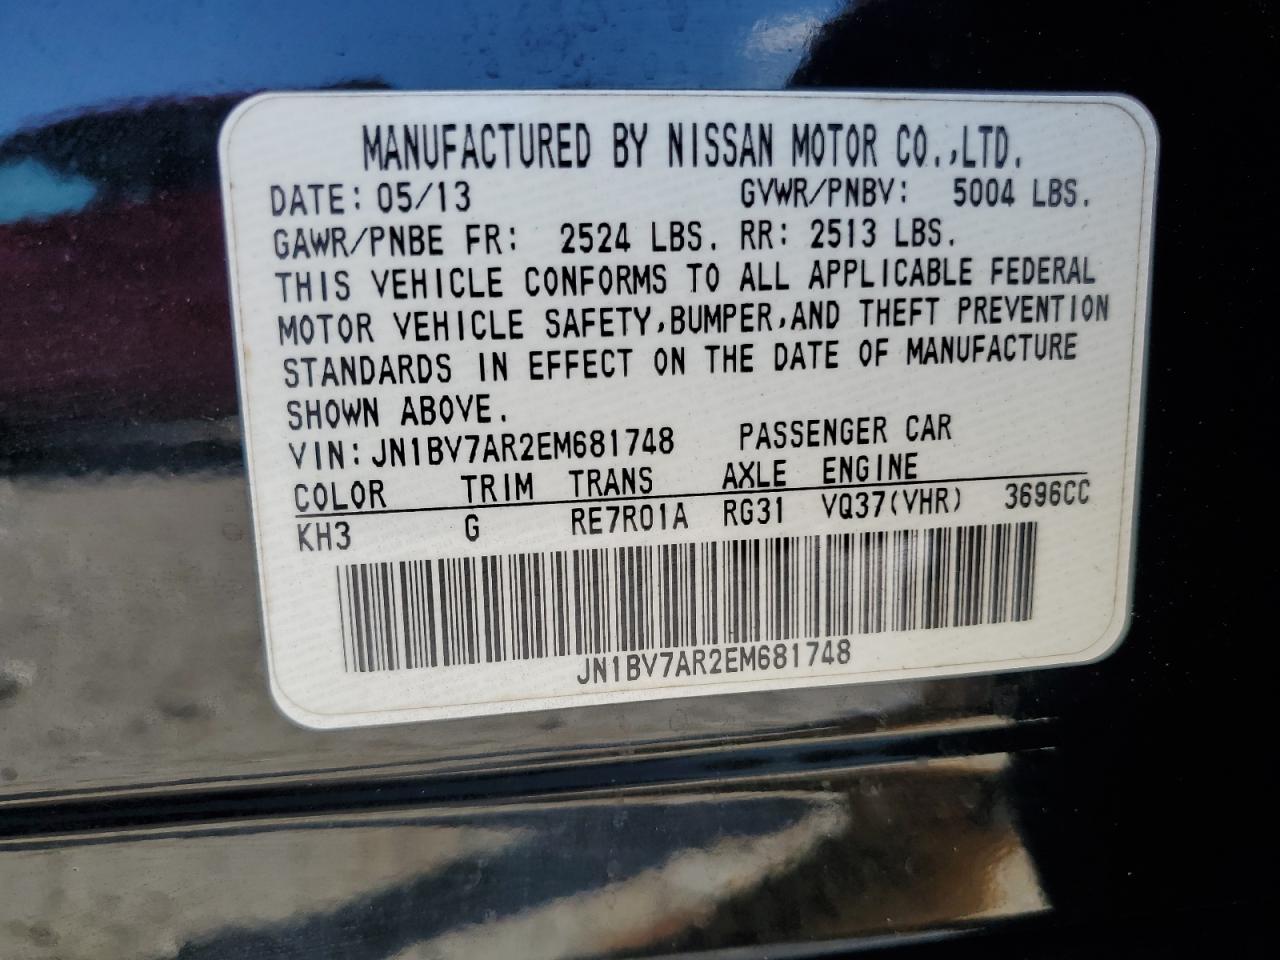 MANUFACTURED BY NISSAN MOTOR CO.,LTD.
DATE: 05/13 GVWR/PNBV: 5004 LBS.
GAWR/PNBE FR: 2524 LBS. RR: 2513 LBS.
THIS VEHICLE CONFORMS TO ALL APPLICABLE FEDERAL
MOTOR VEHICLE SAFETY,BUMPER,AND THEFT PREVENTION
STANDARDS IN EFFECT ON THE DATE OF MANUFACTURE
SHOWN ABOVE.
VIN: JN1BV7AR2EM681748 PASSENGER CAR
COLOR TRIM TRANS AXLE ENGINE
KH3 G RE7R01A RG31 VQ37(VHR) 3696CC
JN1BV7AR2EM681748